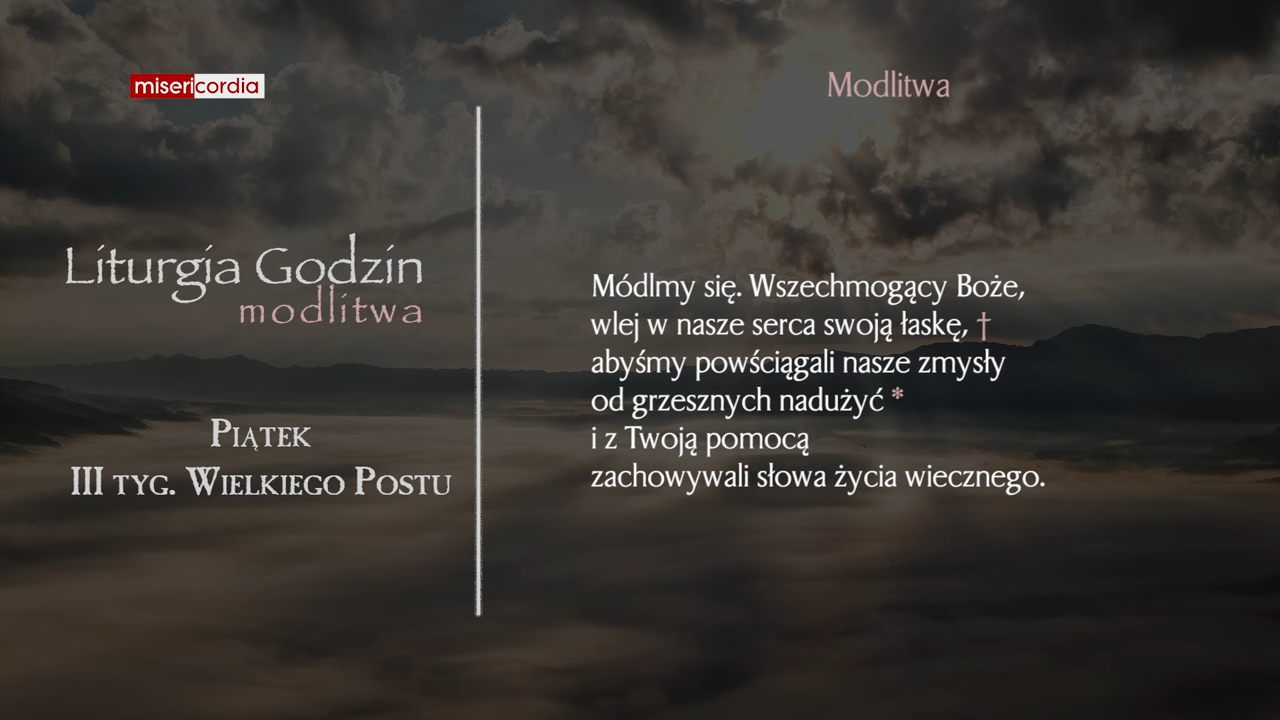 misericordia
Liturgia Godzin
modlitwa
Piątek
III tyg. Wielkiego Postu
Modlitwa
Módlmy się. Wszechmogący Boże,
wlej w nasze serca swoją łaskę, †
abyśmy powściągali nasze zmysły
od grzesznych nadużyć *
i z Twoją pomocą
zachowywali słowa życia wiecznego.